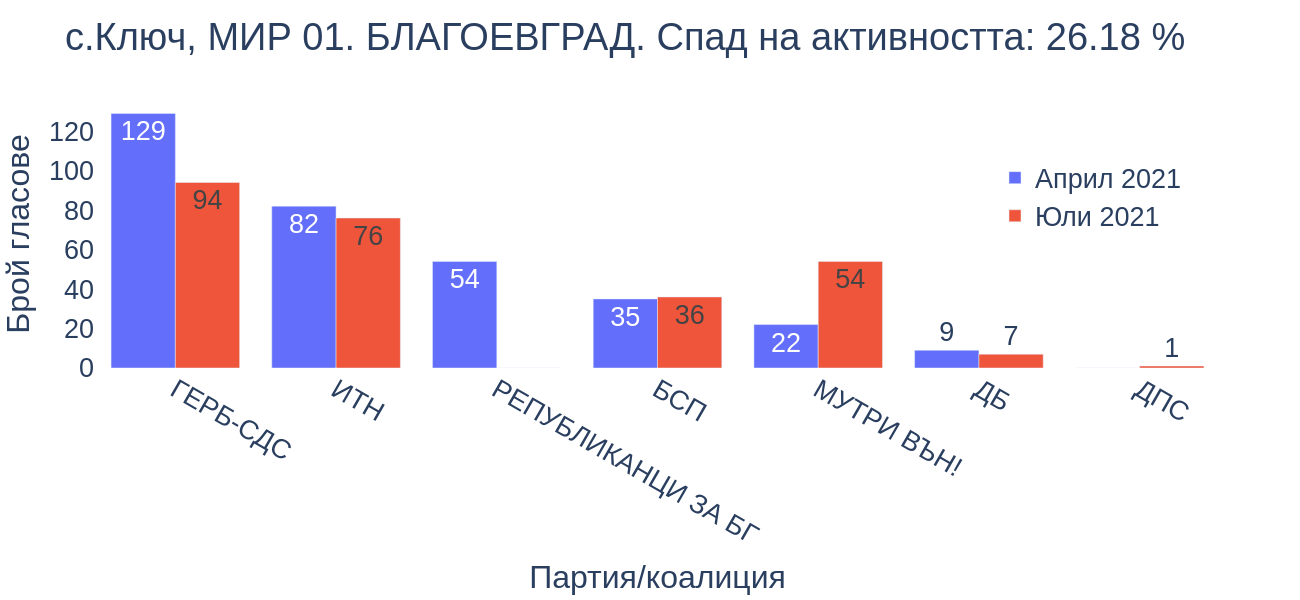 с.Ключ, МИР 01. БЛАГОЕВГРАД. Спад на активността: 26.18 %
Брой гласове
120
100
80
60
40
20
0
129
94
82
76
54
35
36
22
54
9
7
1
Април 2021
Юли 2021
ГЕРБ-СДС
ИТН
РЕПУБЛИКАНЦИ ЗА БГ
БСП
МУТРИ ВЪН!
ДБ
ДПС
Партия/коалиция